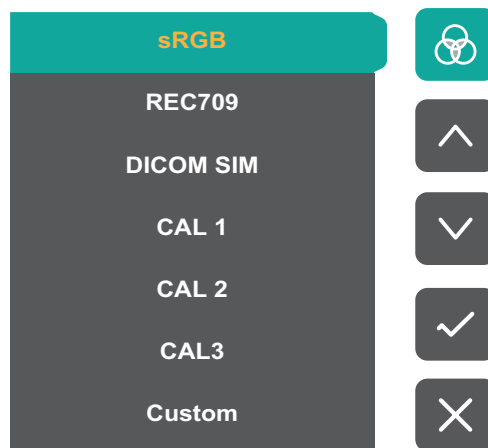 sRGB
REC709
DICOM SIM
CAL 1
CAL 2
CAL3
Custom